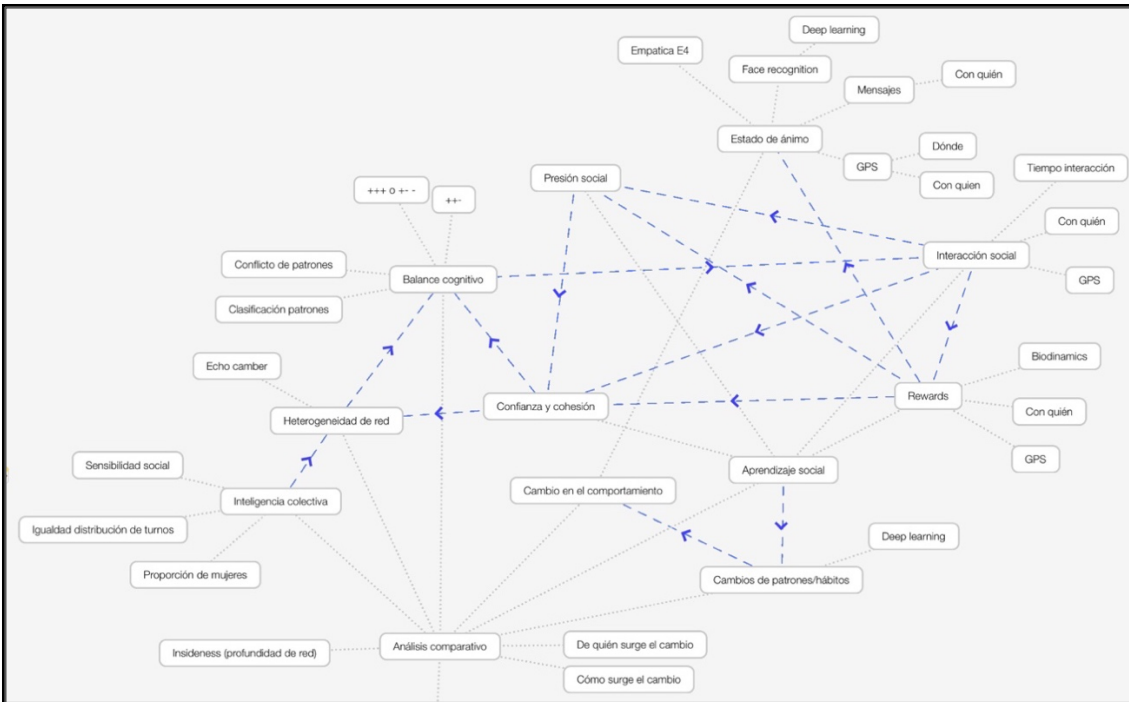 Deep learning
Empatica E4
Face recognition
Con quién
Mensajes
Estado de ánimo
Dónde
GPS
Tiempo interacción
Presión social
Con quien
+++ o +- -
++-
Con quién
Interacción social
Conflicto de patrones
Balance cognitivo
GPS
Clasificación patrones
Biodinamics
Echo camber
Rewards
Confianza y cohesión
Con quién
Heterogeneidad de red
GPS
Sensibilidad social
Aprendizaje social
Cambio en el comportamiento
Inteligencia colectiva
Igualdad distribución de turnos
Deep learning
Proporción de mujeres
Cambios de patrones/hábitos
Análisis comparativo
De quién surge el cambio
Insideness (profundidad de red)
Cómo surge el cambio